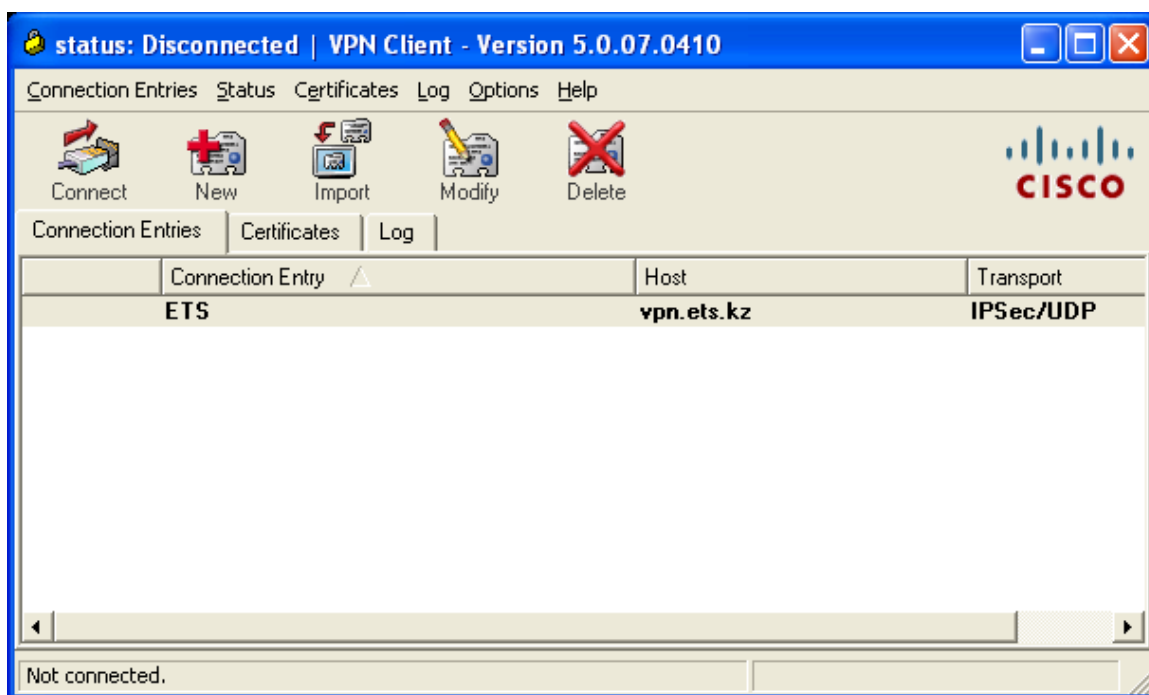 status: Disconnected | VPN Client - Version 5.0.07.0410
Connection Entries Status Certificates Log Options Help
Connect New Import Modify Delete
CISCO
Connection Entries Certificates Log
Connection Entry Host Transport
ETS vpn.ets.kz IPSec/UDP
Not connected.